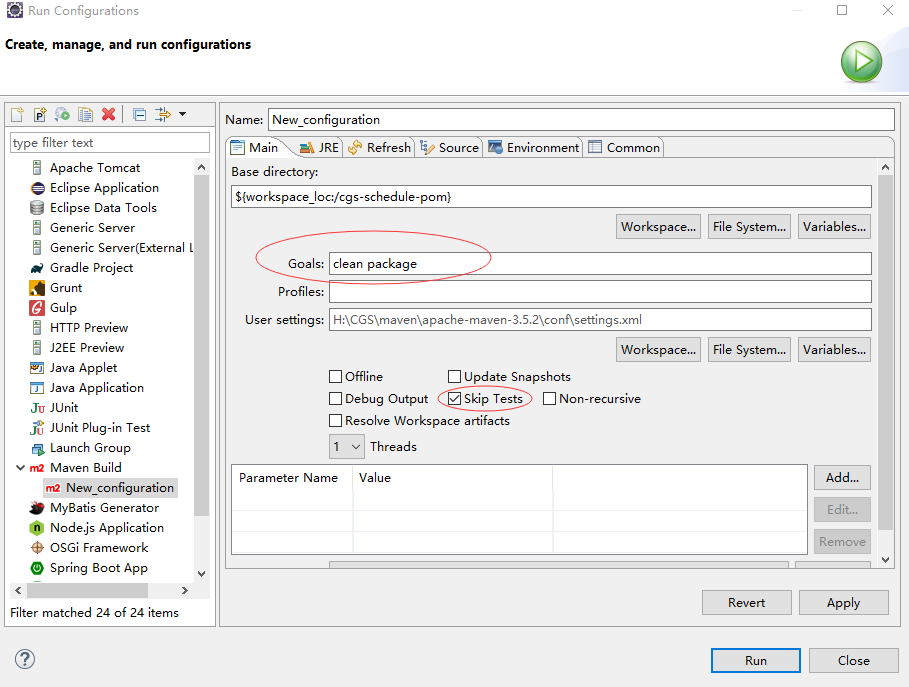 Run Configurations
Create, manage, and run configurations
type filter text
Apache Tomcat
Eclipse Application
Eclipse Data Tools
Generic Server
Generic Server(External L
Gradle Project
Grunt
Gulp
HTTP Preview
J2EE Preview
Java Applet
Java Application
JUnit
JUnit Plug-in Test
Launch Group
Maven Build
New_configuration
MyBatis Generator
Node.js Application
OSGi Framework
Spring Boot App
Filter matched 24 of 24 items
Name: New_configuration
Main JRE Refresh Source Environment Common
Base directory:
${workspace_loc:/cgs-schedule-pom}
Workspace... File System... Variables...
Goals: clean package
Profiles:
User settings: H:\CGS\maven\apache-maven-3.5.2\conf\settings.xml
Workspace... File System... Variables...
Offline Update Snapshots
Debug Output Skip Tests Non-recursive
Resolve Workspace artifacts
1 Threads
Parameter Name Value
Add...
Edit...
Remove
Revert Apply
Run Close